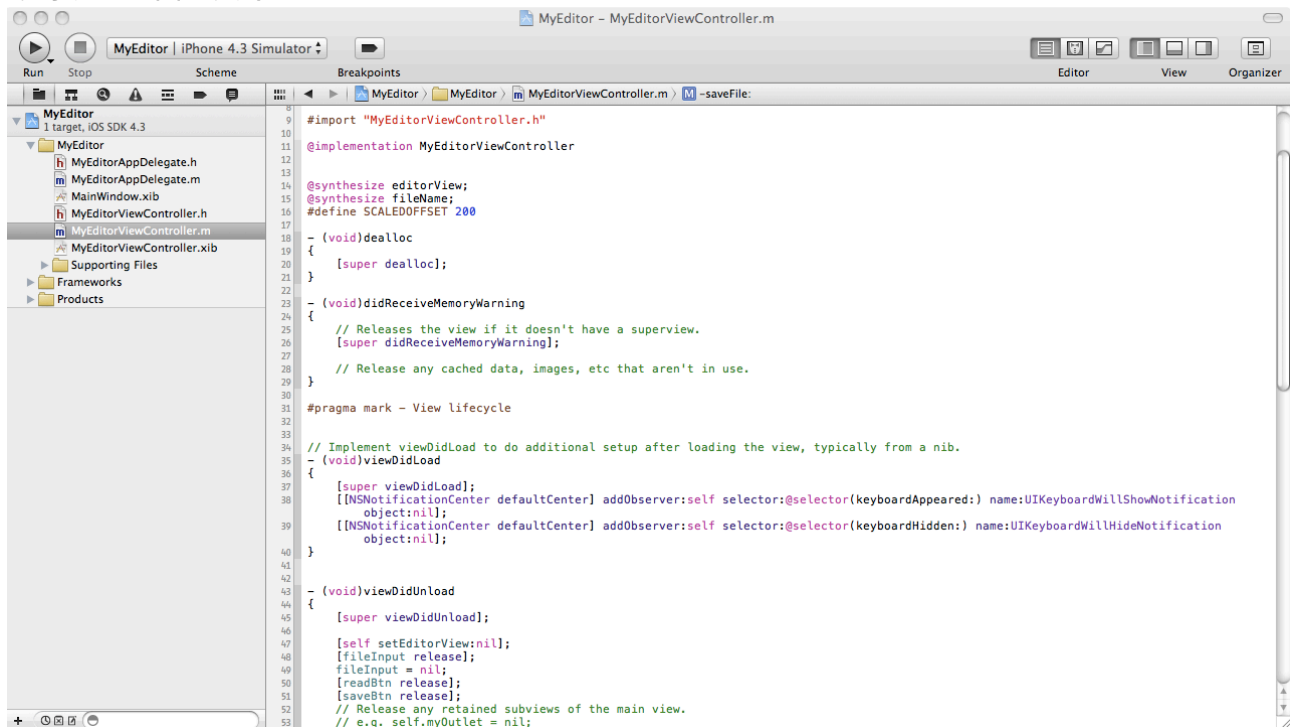 MyEditor – MyEditorViewController.m
MyEditor | iPhone 4.3 Simulator
Run Stop Scheme Breakpoints Editor View Organizer
MyEditor MyEditor MyEditorViewController.m M -saveFile:
MyEditor
1 target, iOS SDK 4.3
MyEditor
h MyEditorAppDelegate.h
m MyEditorAppDelegate.m
MainWindow.xib
h MyEditorViewController.h
m MyEditorViewController.m
MyEditorViewController.xib
Supporting Files
Frameworks
Products
8
9 #import "MyEditorViewController.h"
10
11 @implementation MyEditorViewController
12
13
14 @synthesize editorView;
15 @synthesize fileName;
16 #define SCALEDOFFSET 200
17
18 - (void)dealloc
19 {
20 [super dealloc];
21 }
22
23 - (void)didReceiveMemoryWarning
24 {
25 // Releases the view if it doesn't have a superview.
26 [super didReceiveMemoryWarning];
27
28 // Release any cached data, images, etc that aren't in use.
29 }
30
31 #pragma mark - View lifecycle
32
33
34 // Implement viewDidLoad to do additional setup after loading the view, typically from a nib.
35 - (void)viewDidLoad
36 {
37 [super viewDidLoad];
38 [[NSNotificationCenter defaultCenter] addObserver:self selector:@selector(keyboardAppeared:) name:UIKeyboardWillShowNotification
object:nil];
39 [[NSNotificationCenter defaultCenter] addObserver:self selector:@selector(keyboardHidden:) name:UIKeyboardWillHideNotification
object:nil];
40 }
41
42
43 - (void)viewDidUnload
44 {
45 [super viewDidUnload];
46
47 [self setEditorView:nil];
48 [fileInput release];
49 fileInput = nil;
50 [readBtn release];
51 [saveBtn release];
52 // Release any retained subviews of the main view.
53 // e.g. self.myOutlet = nil;